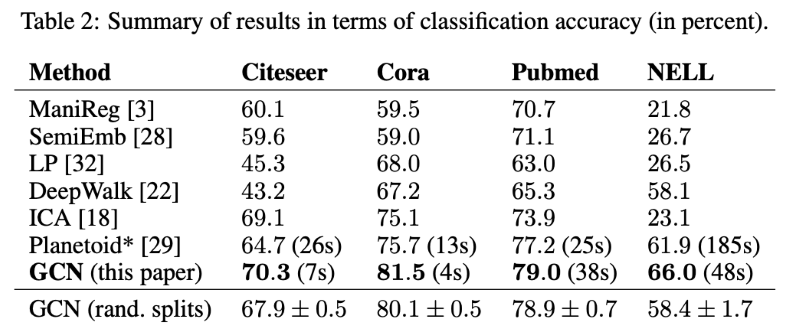 Table 2: Summary of results in terms of classification accuracy (in percent).
Method Citeseer Cora Pubmed NELL
ManiReg [3] 60.1 59.5 70.7 21.8
SemiEmb [28] 59.6 59.0 71.1 26.7
LP [32] 45.3 68.0 63.0 26.5
DeepWalk [22] 43.2 67.2 65.3 58.1
ICA [18] 69.1 75.1 73.9 23.1
Planetoid* [29] 64.7 (26s) 75.7 (13s) 77.2 (25s) 61.9 (185s)
GCN (this paper) 70.3 (7s) 81.5 (4s) 79.0 (38s) 66.0 (48s)
GCN (rand. splits) 67.9 ± 0.5 80.1 ± 0.5 78.9 ± 0.7 58.4 ± 1.7